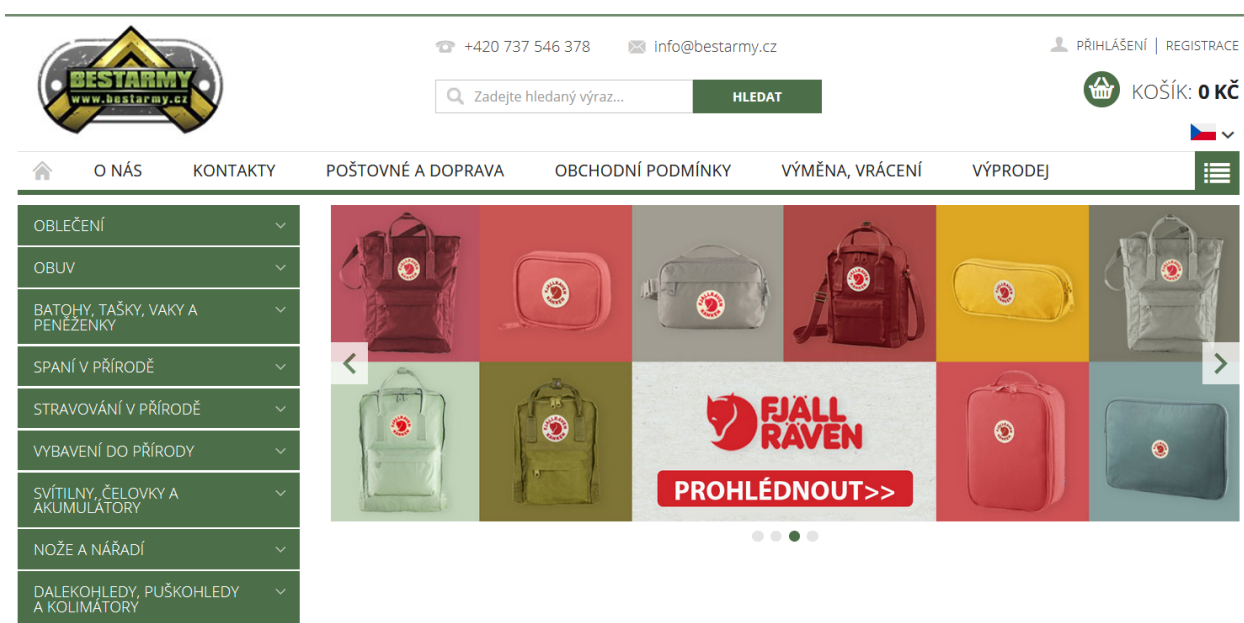 BESTARMY
www.bestarmy.cz
+420 737 546 378
info@bestarmy.cz
PŘIHLÁŠENÍ | REGISTRACE
Zadejte hledaný výraz...
HLEDAT
KOŠÍK: 0 KČ
O NÁS
KONTAKTY
POŠTOVNÉ A DOPRAVA
OBCHODNÍ PODMÍNKY
VÝMĚNA, VRÁCENÍ
VÝPRODEJ
OBLEČENÍ
OBUV
BATOHY, TAŠKY, VAKY A
PENĚŽENKY
SPANÍ V PŘÍRODĚ
STRAVOVÁNÍ V PŘÍRODĚ
VYBAVENÍ DO PŘÍRODY
SVÍTILNY, ČELOVKY A
AKUMULÁTORY
NOŽE A NÁŘADÍ
DALEKOHLEDY, PUŠKOHLEDY
A KOLIMÁTORY
FJÄLL
RÄVEN
PROHLÉDNOUT>>